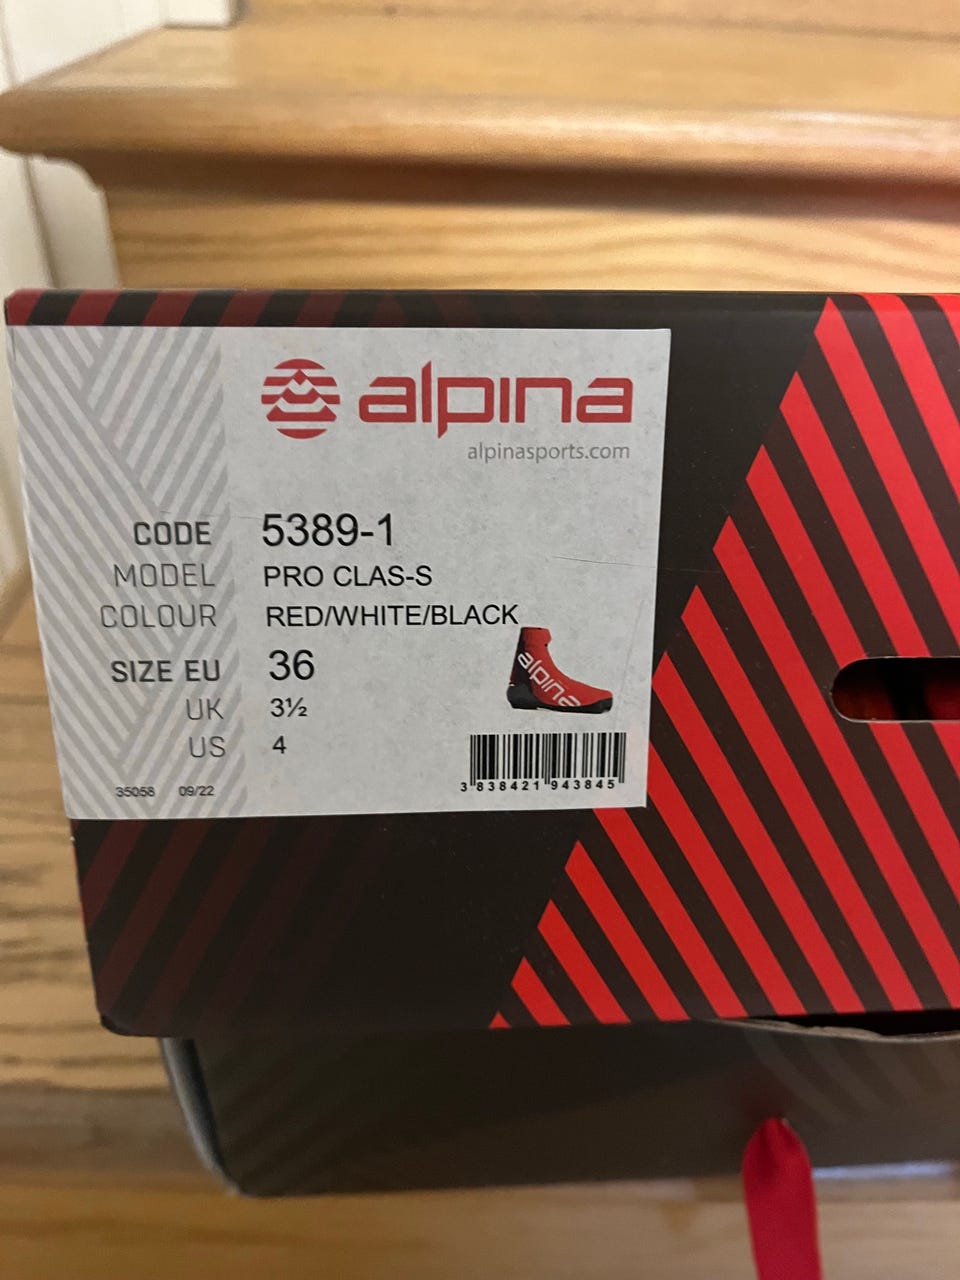 alpina
alpinasports.com
CODE 5389-1
MODEL PRO CLAS-S
COLOUR RED/WHITE/BLACK
SIZE EU 36
UK 3½
US 4
alpina
35058 09/22
3 838421 943845